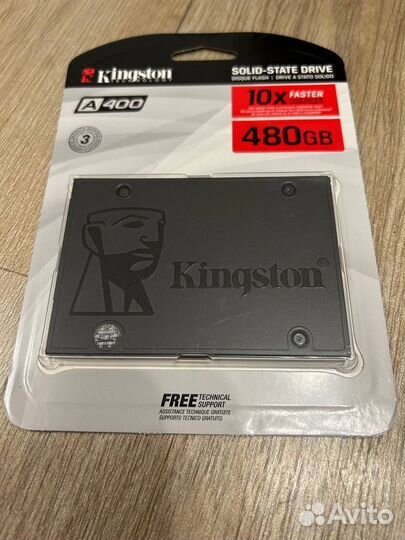 Kingston
TECHNOLOGY
SOLID-STATE DRIVE
DISQUE FLASH | DRIVE A STATO SOLIDO
A400
10x FASTER
3
480GB
Kingston
FREE TECHNICAL SUPPORT
ASSISTANCE TECHNIQUE GRATUITE
SUPPORTO TECNICO GRATUITO
Avito